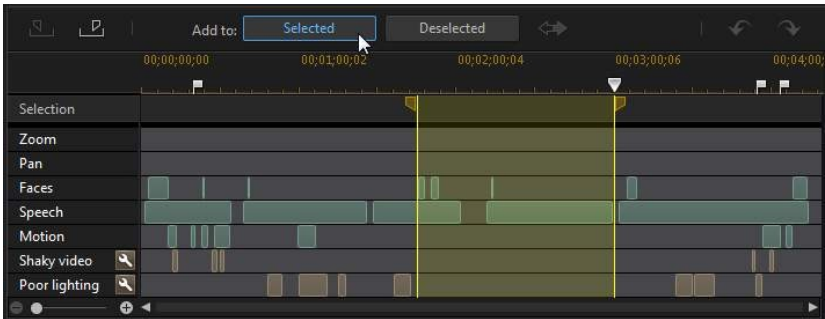 Add to: Selected Deselected
00;00;00;00 00;01;00;02 00;02;00;04 00;03;00;06 00;04;00;
Selection
Zoom
Pan
Faces
Speech
Motion
Shaky video
Poor lighting